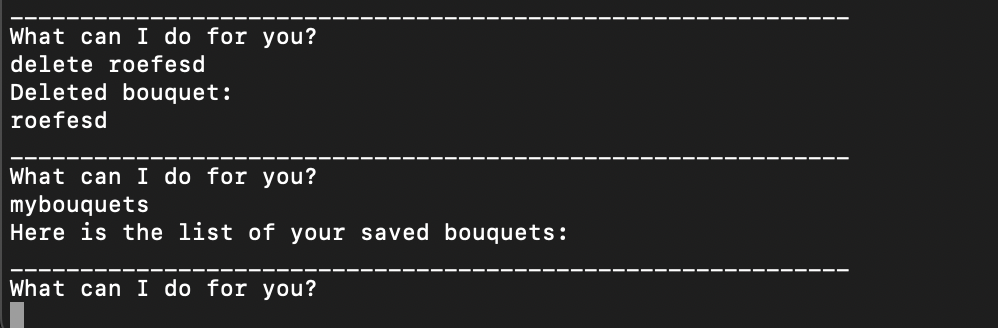 ____________________________________________________________
What can I do for you?
delete roefesd
Deleted bouquet:
roefesd
____________________________________________________________
What can I do for you?
mybouquets
Here is the list of your saved bouquets:
____________________________________________________________
What can I do for you?